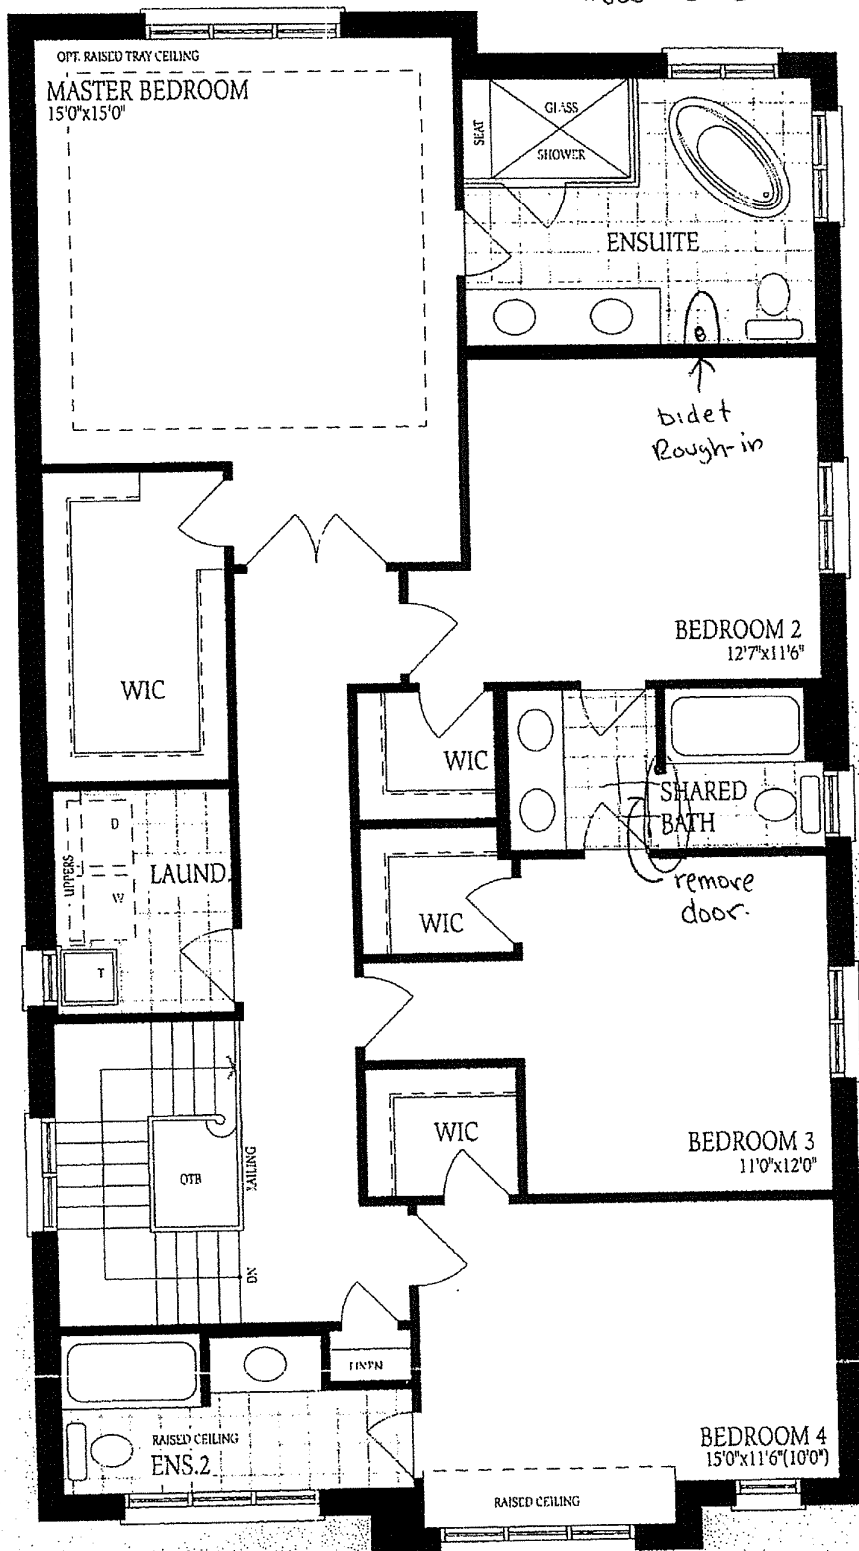 OPT. RAISED TRAY CEILING
MASTER BEDROOM
15'0"x15'0"
SEAT
GLASS
SHOWER
ENSUITE
B
bidet
Rough-in
BEDROOM 2
12'7"x11'6"
WIC
WIC
SHARED
BATH
UPPERS
D
W
LAUND.
T
WIC
remove
door.
WIC
BEDROOM 3
11'0"x12'0"
QTB
RAILING
DN
LINEN
RAISED CEILING
ENS.2
BEDROOM 4
15'0"x11'6"(10'0")
RAISED CEILING